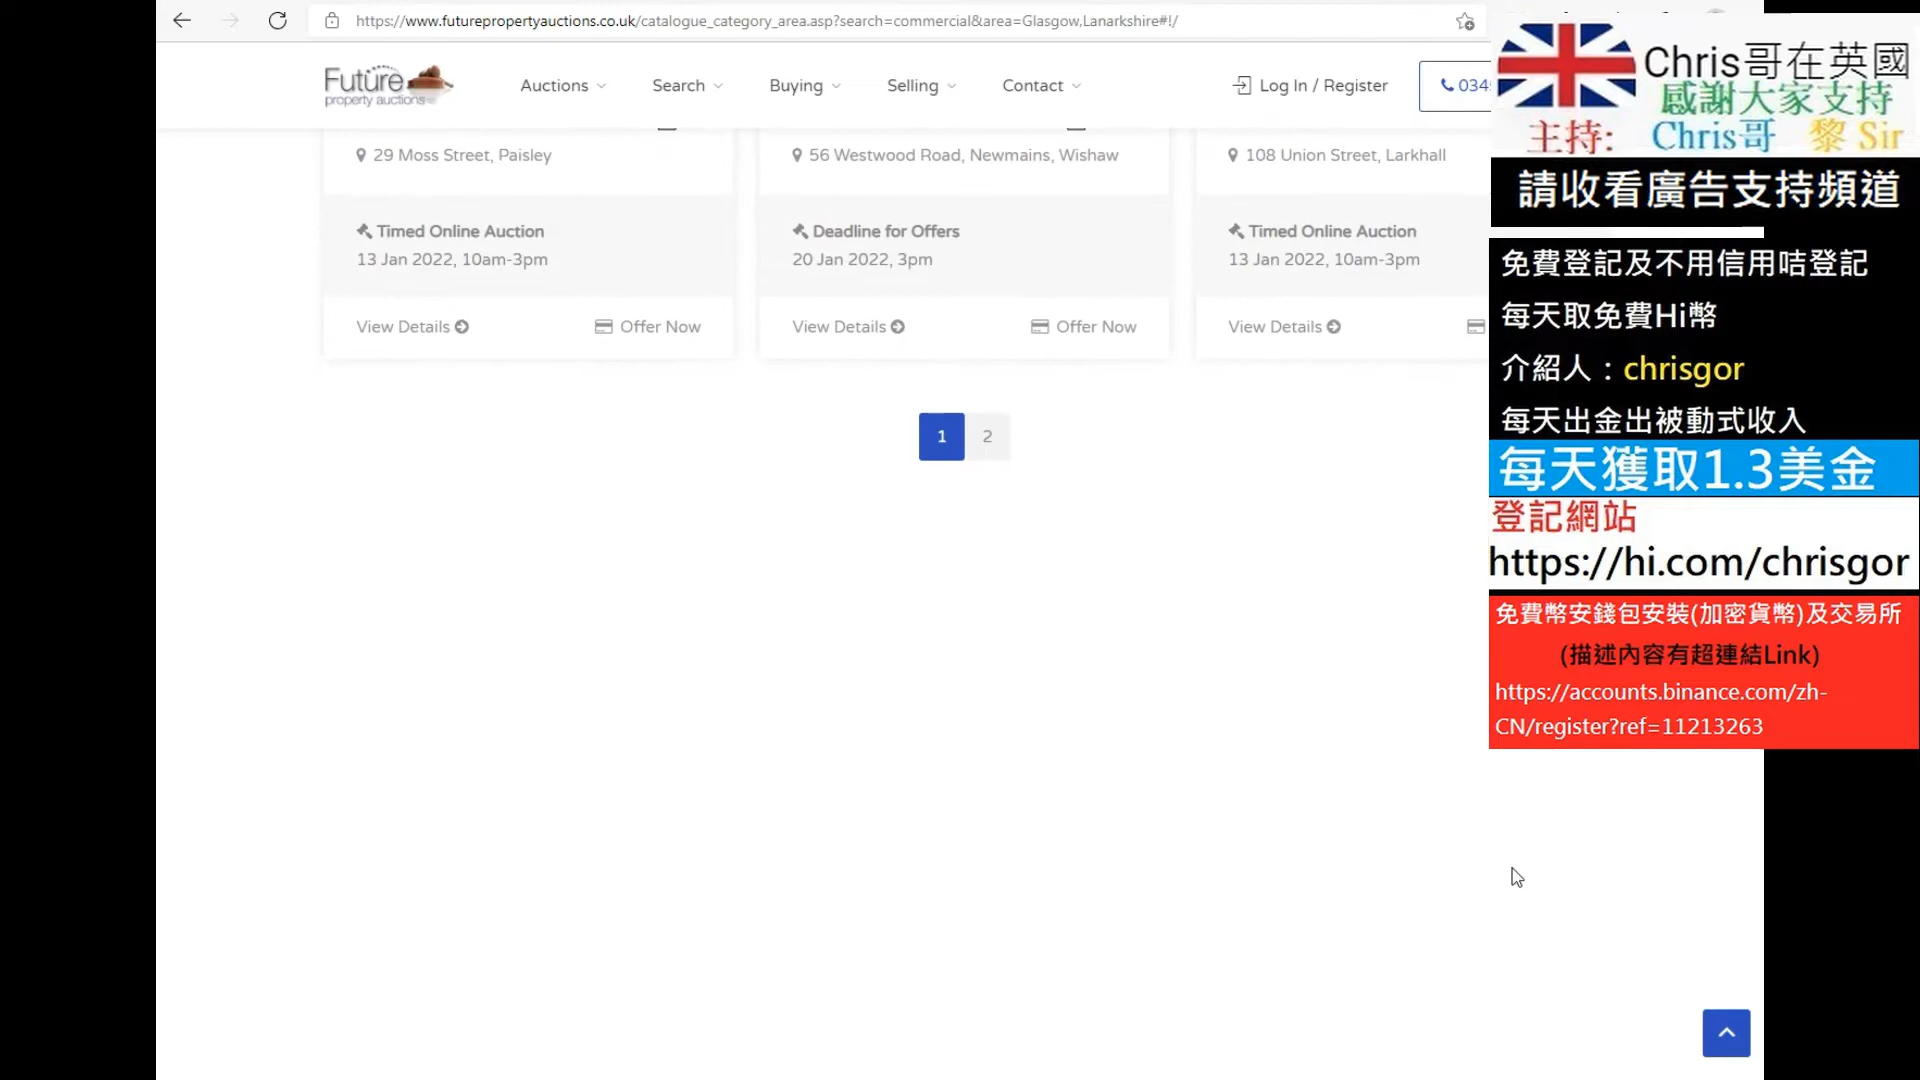 https://www.futurepropertyauctions.co.uk/catalogue_category_area.asp?search=commercial&area=Glasgow,Lanarkshire#!/
Future
property auctions
Auctions
Search
Buying
Selling
Contact
Log In / Register
034
29 Moss Street, Paisley
56 Westwood Road, Newmains, Wishaw
108 Union Street, Larkhall
Timed Online Auction
Deadline for Offers
Timed Online Auction
13 Jan 2022, 10am-3pm
20 Jan 2022, 3pm
13 Jan 2022, 10am-3pm
View Details
Offer Now
View Details
Offer Now
View Details
1
2
Chris哥在英國
感謝大家支持
主持: Chris哥 黎 Sir
請收看廣告支持頻道
免費登記及不用信用咭登記
每天取免費Hi幣
介紹人：chrisgor
每天出金出被動式收入
每天獲取1.3美金
登記網站
https://hi.com/chrisgor
免費幣安錢包安裝(加密貨幣)及交易所
(描述內容有超連結Link)
https://accounts.binance.com/zh-
CN/register?ref=11213263